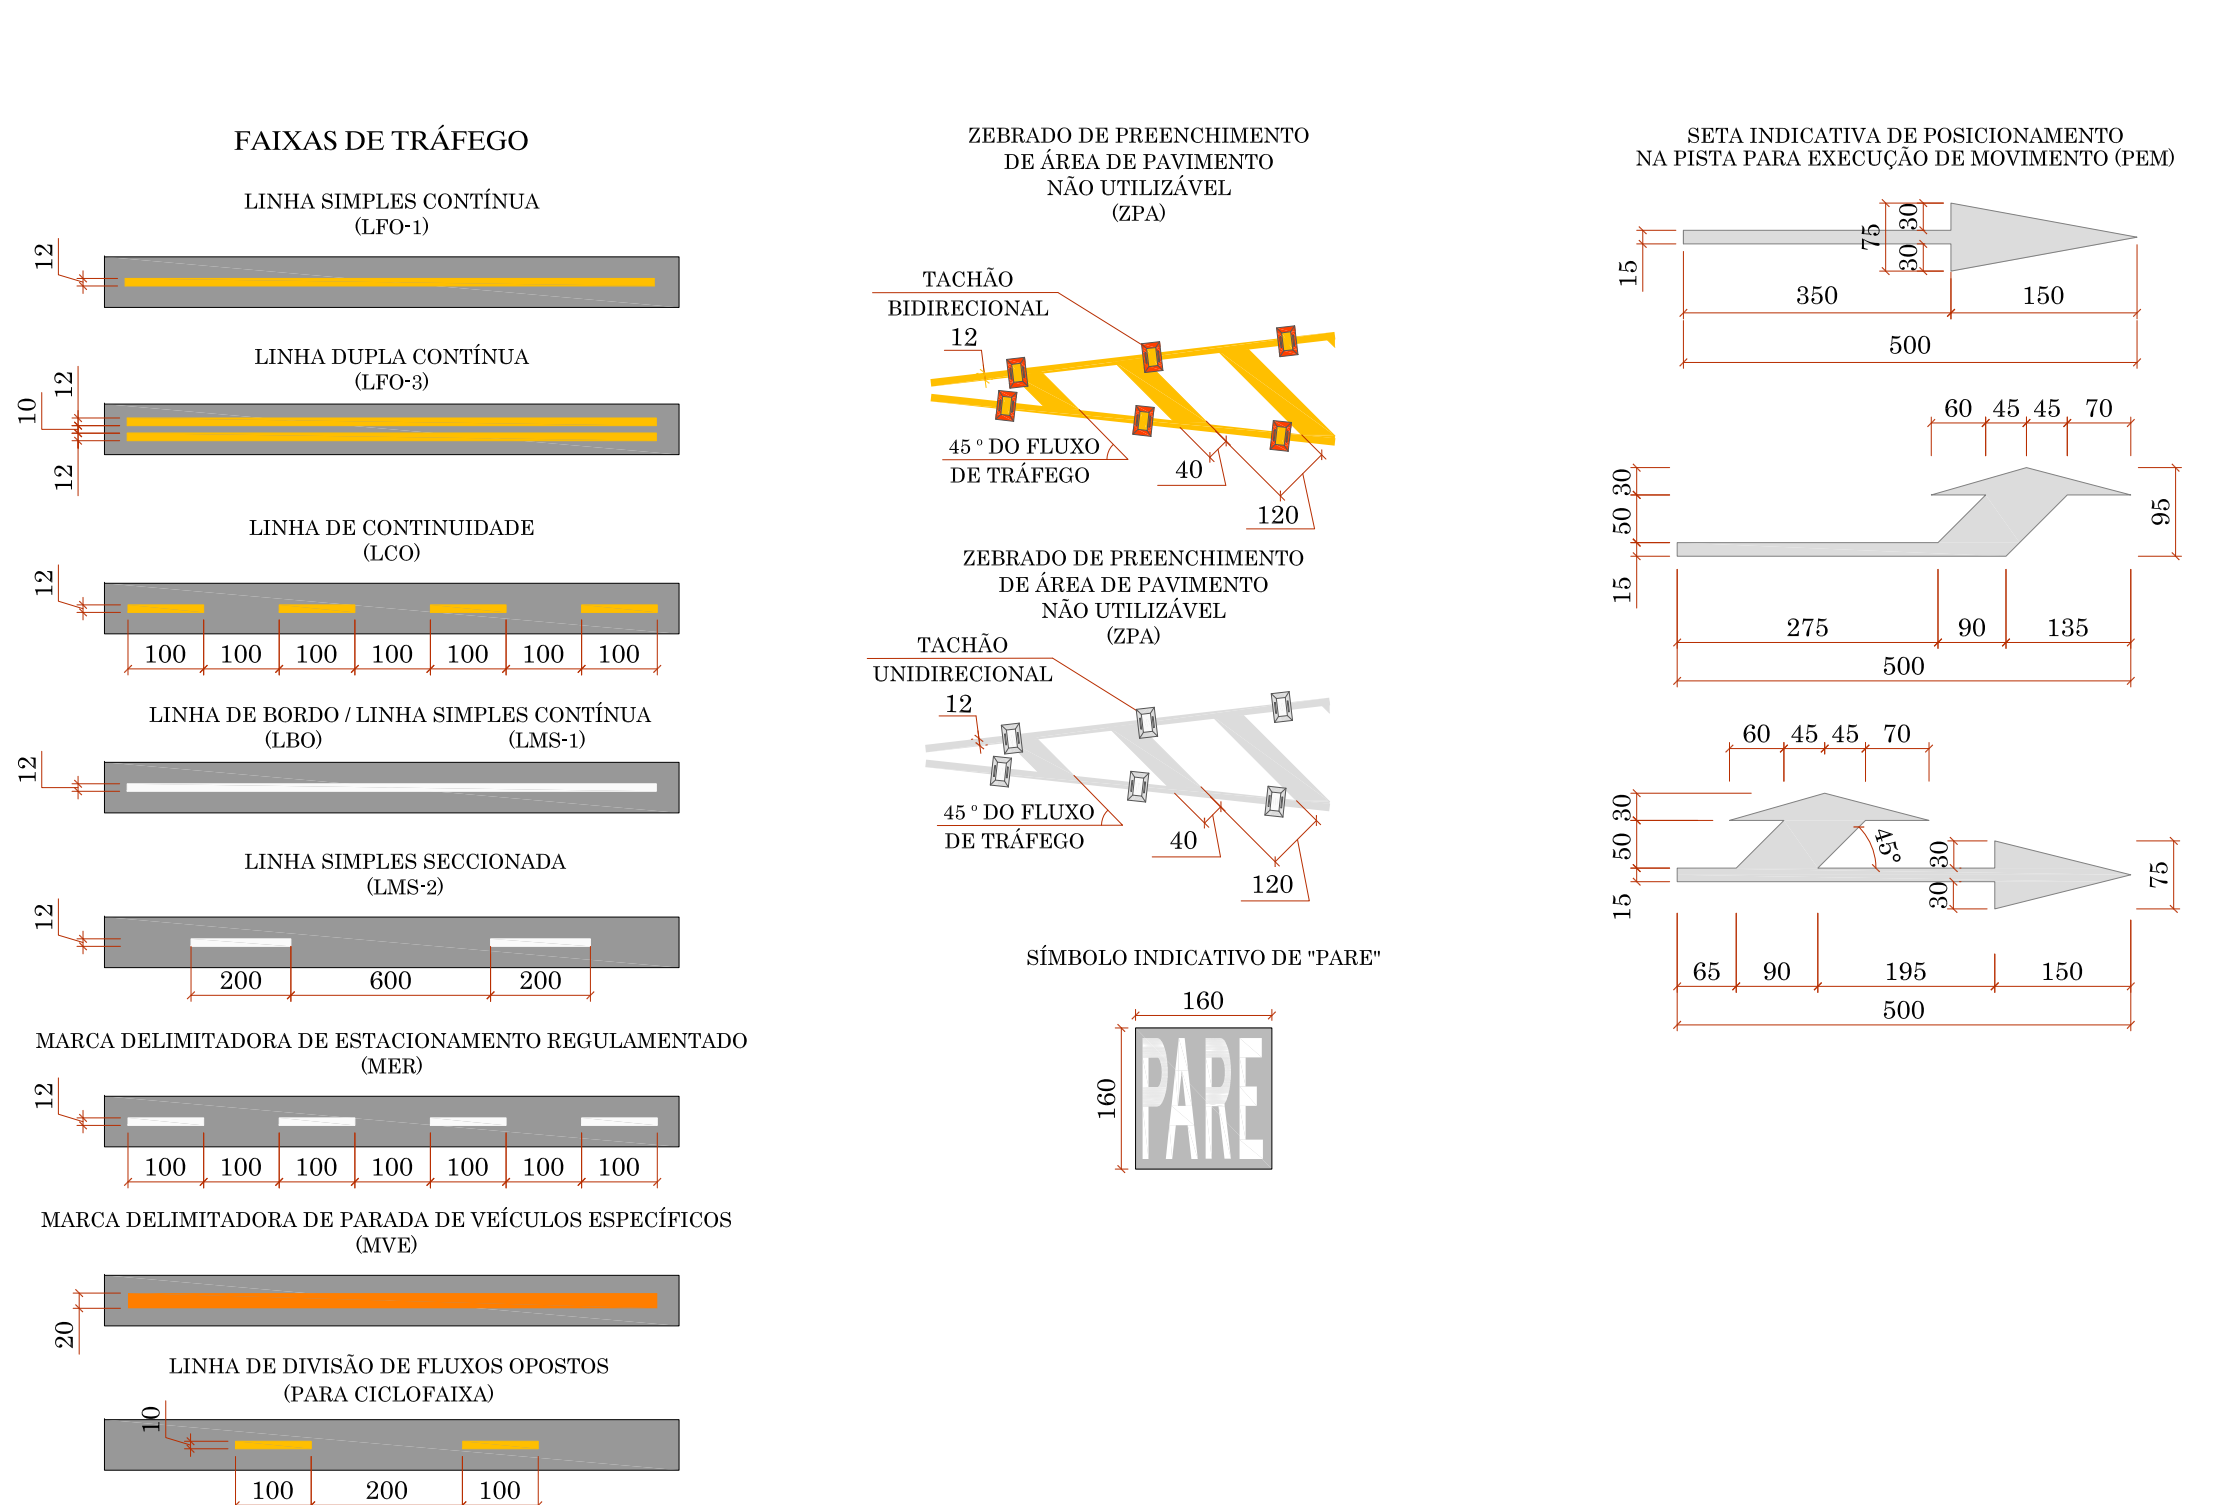 FAIXAS DE TRÁFEGO
LINHA SIMPLES CONTÍNUA
(LFO-1)
12
LINHA DUPLA CONTÍNUA
(LFO-3)
12
10
12
LINHA DE CONTINUIDADE
(LCO)
12
100 100 100 100 100 100 100
LINHA DE BORDO / LINHA SIMPLES CONTÍNUA
(LBO) (LMS-1)
12
LINHA SIMPLES SECCIONADA
(LMS-2)
12
200 600 200
MARCA DELIMITADORA DE ESTACIONAMENTO REGULAMENTADO
(MER)
12
100 100 100 100 100 100 100
MARCA DELIMITADORA DE PARADA DE VEÍCULOS ESPECÍFICOS
(MVE)
20
LINHA DE DIVISÃO DE FLUXOS OPOSTOS
(PARA CICLOFAIXA)
10
100 200 100
ZEBRADO DE PREENCHIMENTO
DE ÁREA DE PAVIMENTO
NÃO UTILIZÁVEL
(ZPA)
TACHÃO
BIDIRECIONAL
12
45 º DO FLUXO
DE TRÁFEGO
40
120
ZEBRADO DE PREENCHIMENTO
DE ÁREA DE PAVIMENTO
NÃO UTILIZÁVEL
(ZPA)
TACHÃO
UNIDIRECIONAL
12
45 º DO FLUXO
DE TRÁFEGO
40
120
SÍMBOLO INDICATIVO DE "PARE"
160
160
PARE
SETA INDICATIVA DE POSICIONAMENTO
NA PISTA PARA EXECUÇÃO DE MOVIMENTO (PEM)
15
75
30
30
350 150
500
60 45 45 70
30
50
15
95
275 90 135
500
60 45 45 70
30
50
15
45°
30
30
75
65 90 195 150
500